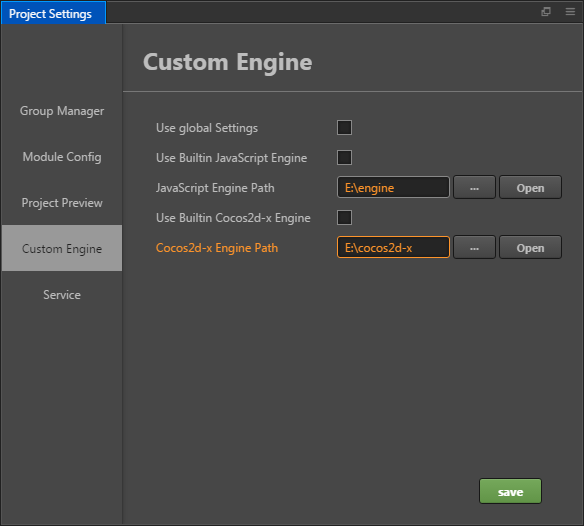 Project Settings
Custom Engine
Group Manager
Module Config
Project Preview
Custom Engine
Service
Use global Settings
Use Builtin JavaScript Engine
JavaScript Engine Path E:\engine ... Open
Use Builtin Cocos2d-x Engine
Cocos2d-x Engine Path E:\cocos2d-x ... Open
save